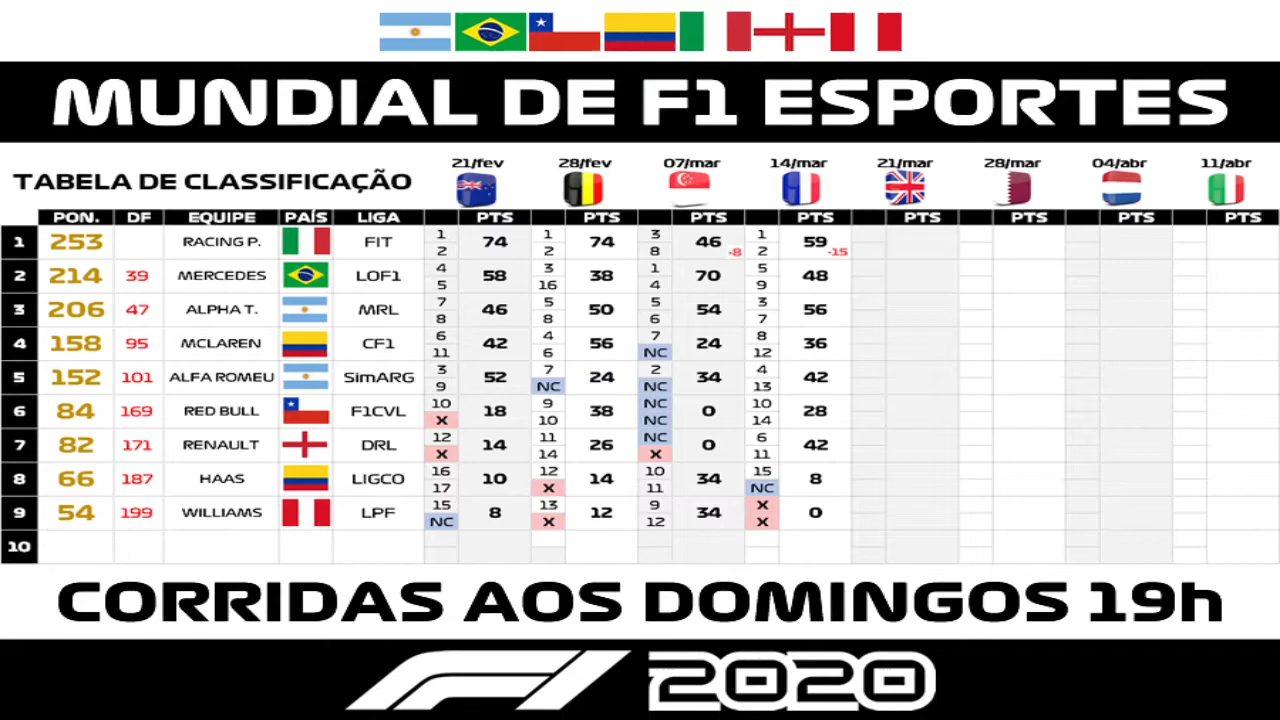 MUNDIAL DE F1 ESPORTES
21/fev 28/fev 07/mar 14/mar 21/mar 28/mar 04/abr 11/abr
TABELA DE CLASSIFICAÇÃO
PON. DF EQUIPE PAÍS LIGA PTS PTS PTS PTS PTS PTS PTS PTS
1 253 RACING P. FIT 1 2 74 1 2 74 3 8 46 -8 1 2 59 -15
2 214 39 MERCEDES LOF1 4 5 58 3 16 38 1 4 70 5 9 48
3 206 47 ALPHA T. MRL 7 8 46 5 8 50 5 6 54 3 7 56
4 158 95 MCLAREN CF1 6 11 42 4 6 56 7 NC 24 8 12 36
5 152 101 ALFA ROMEU SimARG 3 9 52 7 NC 24 2 NC 34 4 13 42
6 84 169 RED BULL F1CVL 10 X 18 9 10 38 NC NC 0 10 14 28
7 82 171 RENAULT DRL 12 X 14 11 14 26 NC X 0 6 11 42
8 66 187 HAAS LIGCO 16 17 10 12 X 14 10 11 34 15 NC 8
9 54 199 WILLIAMS LPF 15 NC 8 13 X 12 9 12 34 X X 0
10
CORRIDAS AOS DOMINGOS 19h
F1 2020